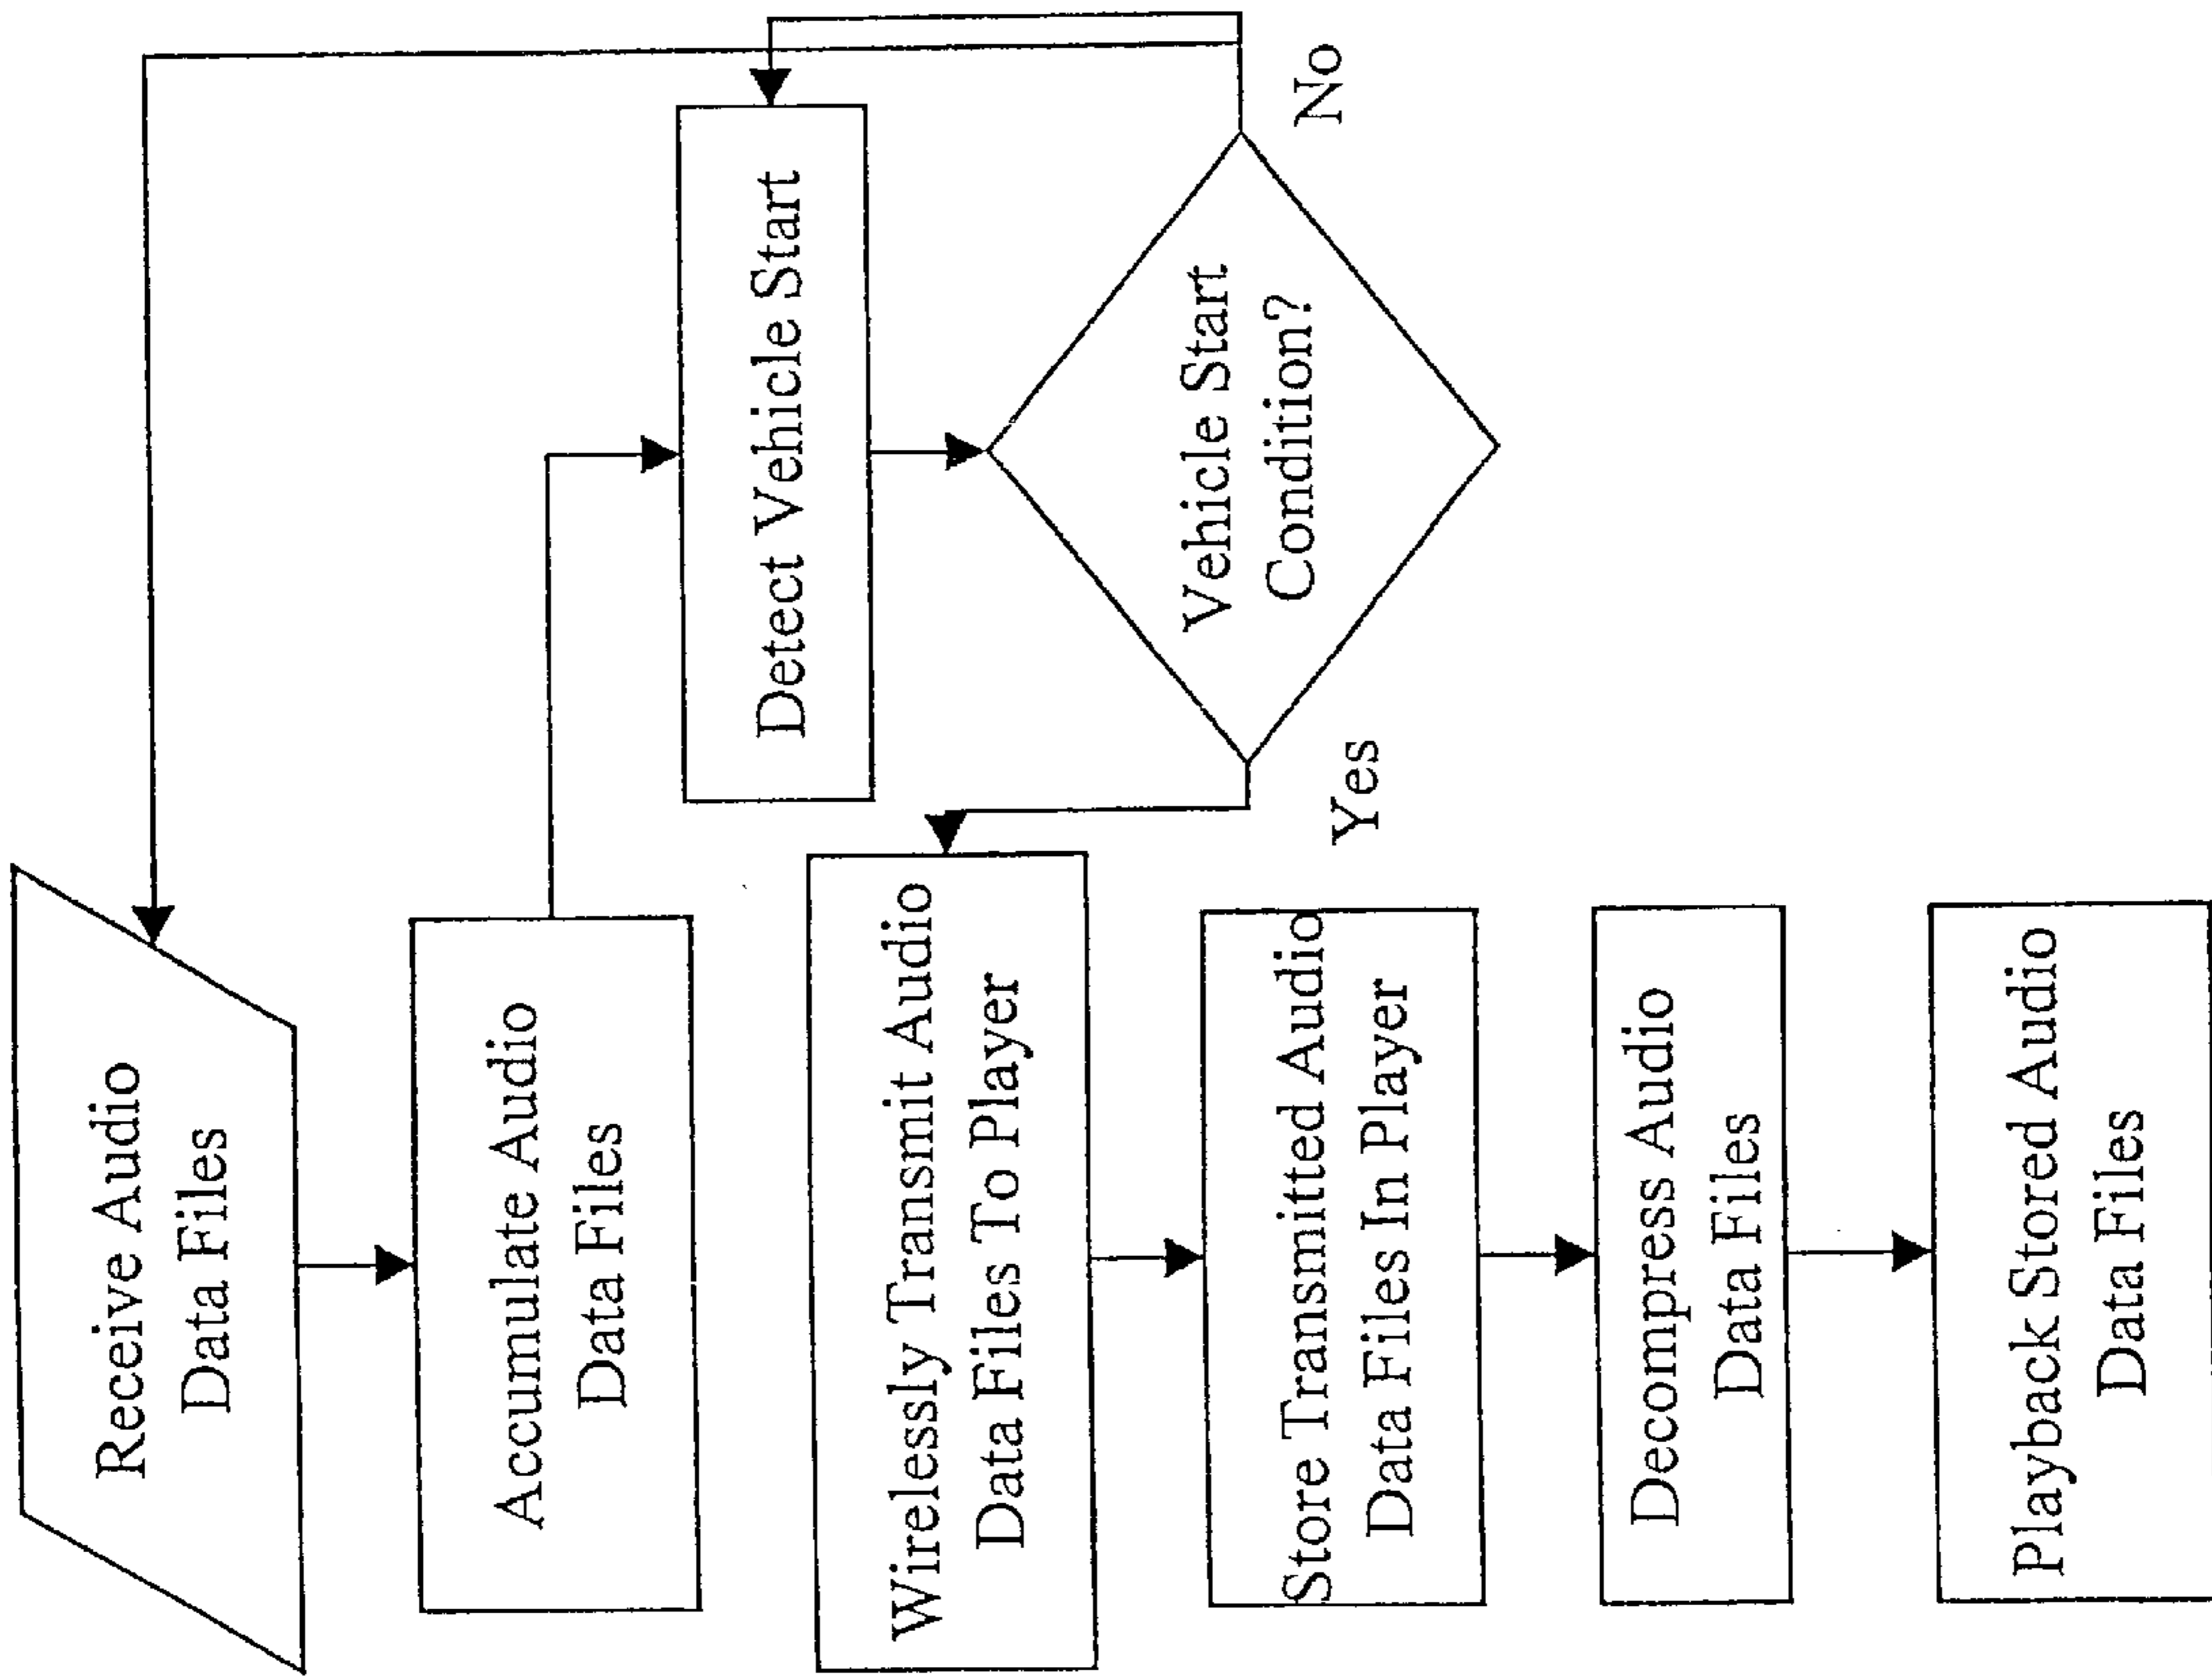 Receive Audio
Data Files
Accumulate Audio
Data Files
Detect Vehicle Start
Vehicle Start
Condition?
No
Yes
Wirelessly Transmit Audio
Data Files To Player
Store Transmitted Audio
Data Files In Player
Decompress Audio
Data Files
Playback Stored Audio
Data Files